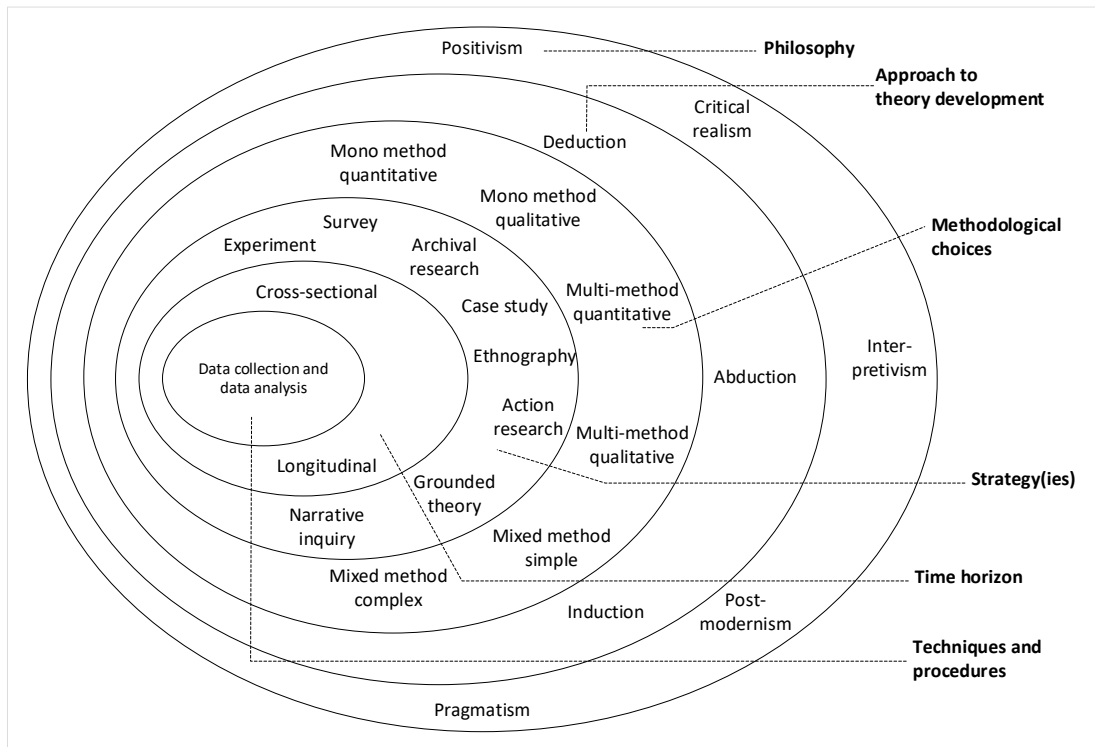 Positivism
Philosophy
Approach to
theory development
Critical
realism
Deduction
Mono method
quantitative
Mono method
qualitative
Survey
Experiment
Archival
research
Methodological
choices
Cross-sectional
Case study
Multi-method
quantitative
Ethnography
Inter-
pretivism
Data collection and
data analysis
Abduction
Action
research
Multi-method
qualitative
Longitudinal
Grounded
theory
Strategy(ies)
Narrative
inquiry
Mixed method
simple
Mixed method
complex
Time horizon
Induction
Post-
modernism
Techniques and
procedures
Pragmatism